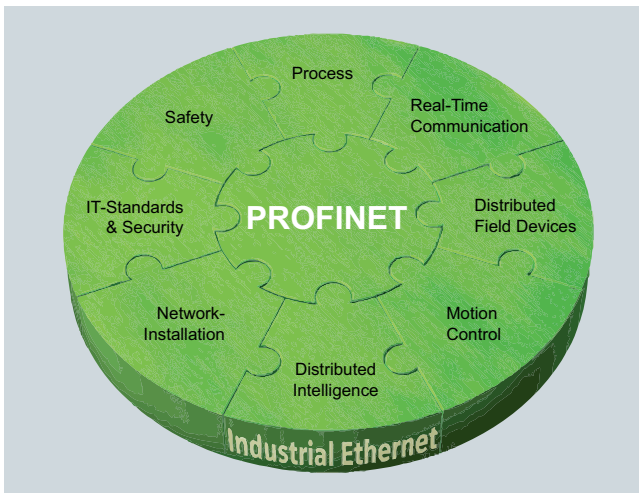 Process
Real-Time
Communication
Safety
IT-Standards
& Security
PROFINET
Distributed
Field Devices
Network-
Installation
Motion
Control
Distributed
Intelligence
Industrial Ethernet